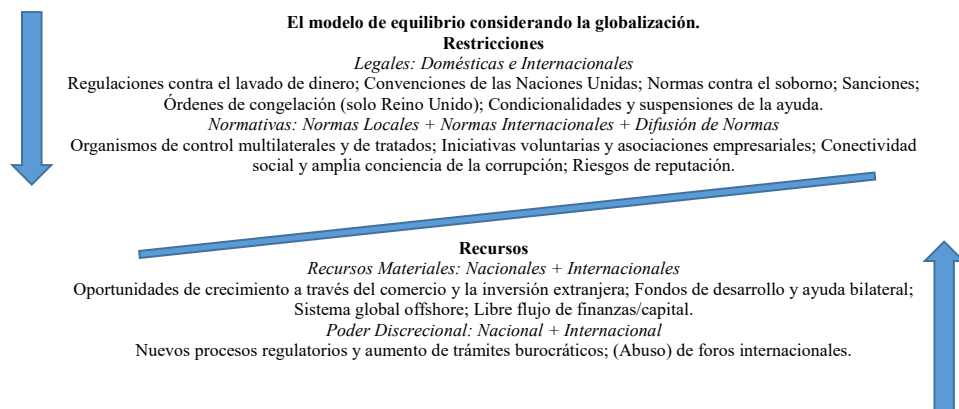 El modelo de equilibrio considerando la globalización.
Restricciones
Legales: Domésticas e Internacionales
Regulaciones contra el lavado de dinero; Convenciones de las Naciones Unidas; Normas contra el soborno; Sanciones;
Órdenes de congelación (solo Reino Unido); Condicionalidades y suspensiones de la ayuda.
Normativas: Normas Locales + Normas Internacionales + Difusión de Normas
Organismos de control multilaterales y de tratados; Iniciativas voluntarias y asociaciones empresariales; Conectividad
social y amplia conciencia de la corrupción; Riesgos de reputación.
Recursos
Recursos Materiales: Nacionales + Internacionales
Oportunidades de crecimiento a través del comercio y la inversión extranjera; Fondos de desarrollo y ayuda bilateral;
Sistema global offshore; Libre flujo de finanzas/capital.
Poder Discrecional: Nacional + Internacional
Nuevos procesos regulatorios y aumento de trámites burocráticos; (Abuso) de foros internacionales.